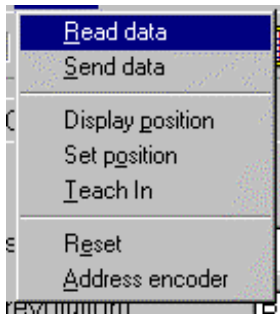 Read data
Send data
Display position
Set position
Teach In
Reset
Address encoder